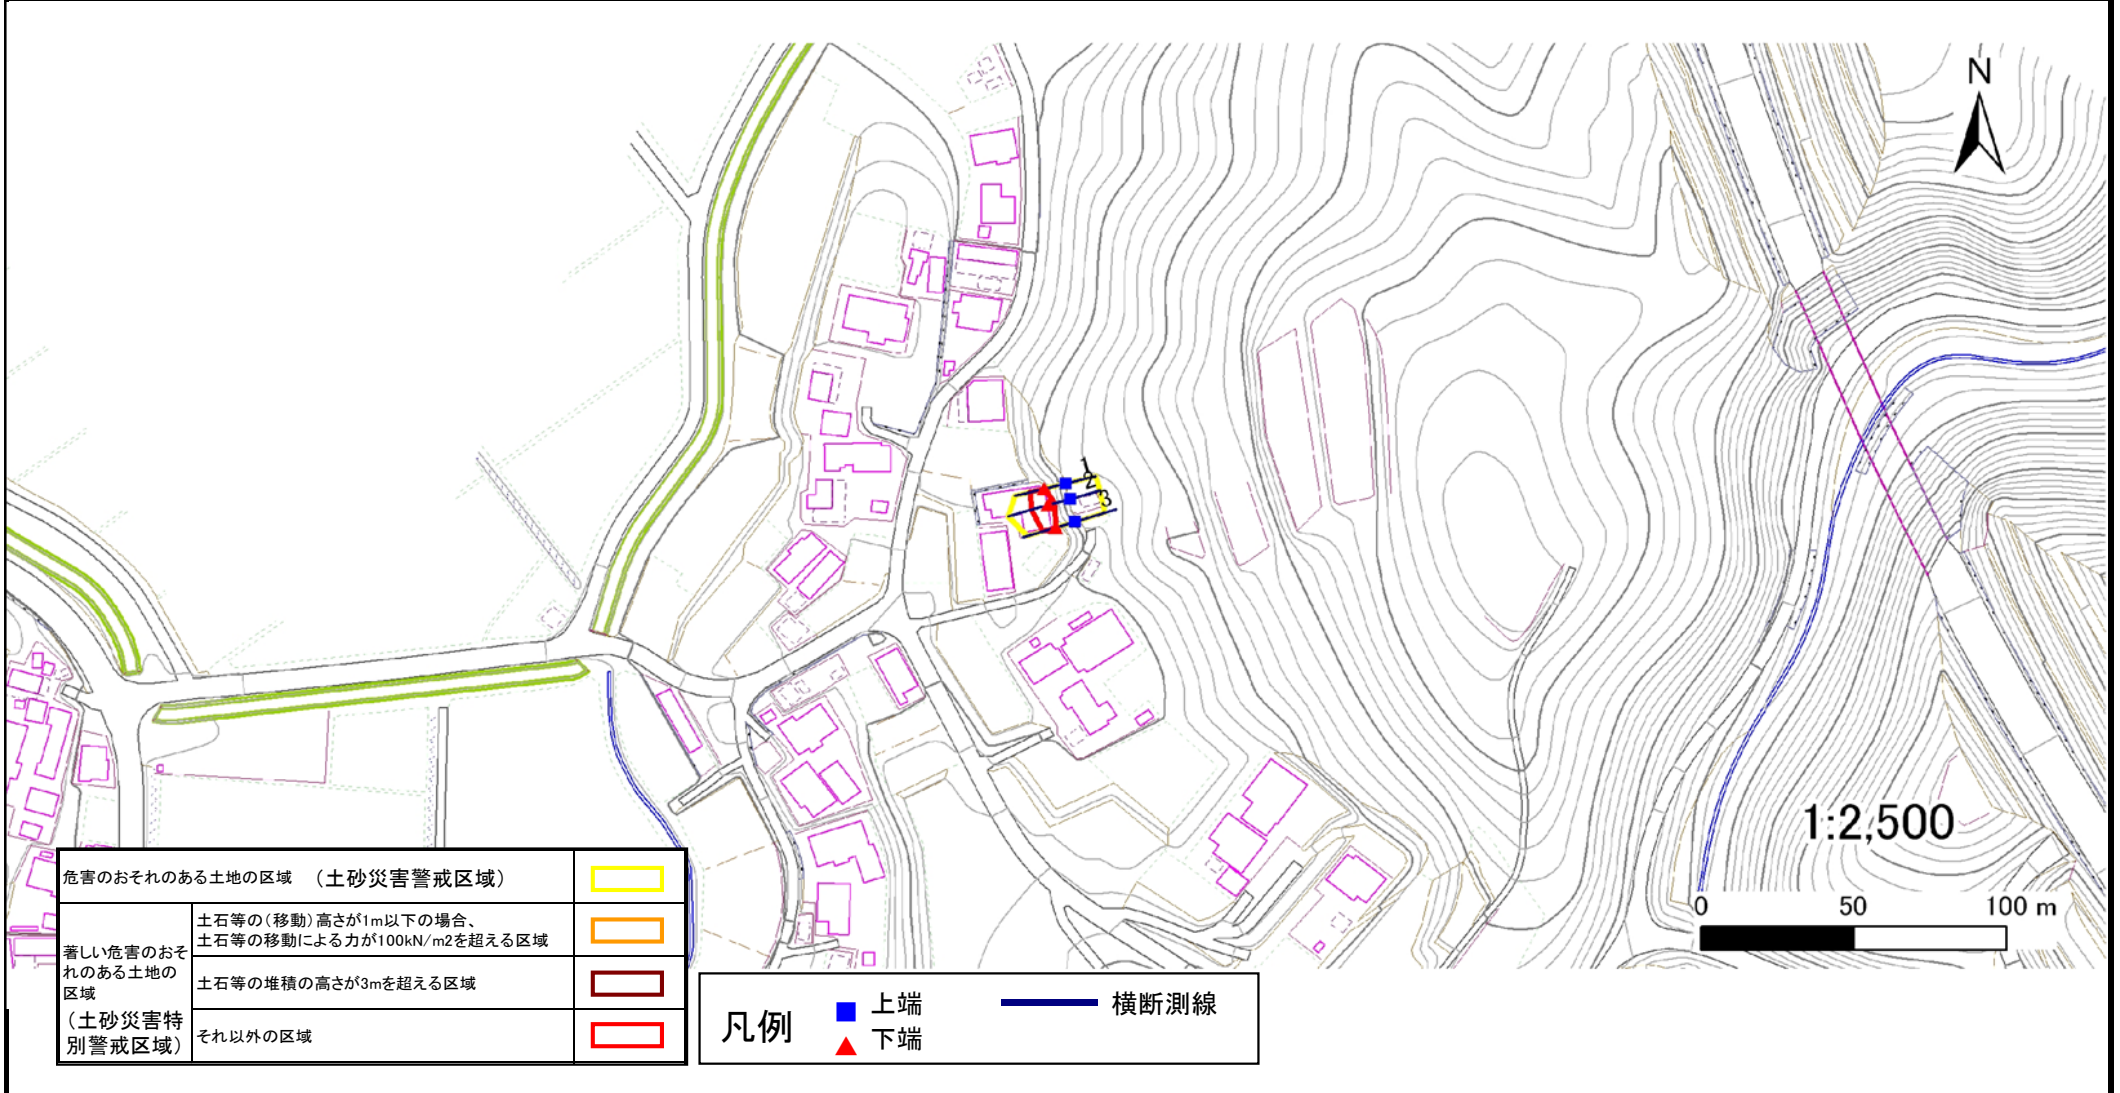 N
1
2
3
1:2,500
0 50 100 m
危害のおそれのある土地の区域 （土砂災害警戒区域）
著しい危害のおそ
れのある土地の
区域
（土砂災害特
別警戒区域）
土石等の（移動）高さが1m以下の場合、
土石等の移動による力が100kN/m2を超える区域
土石等の堆積の高さが3mを超える区域
それ以外の区域
凡例
上端
下端
横断測線